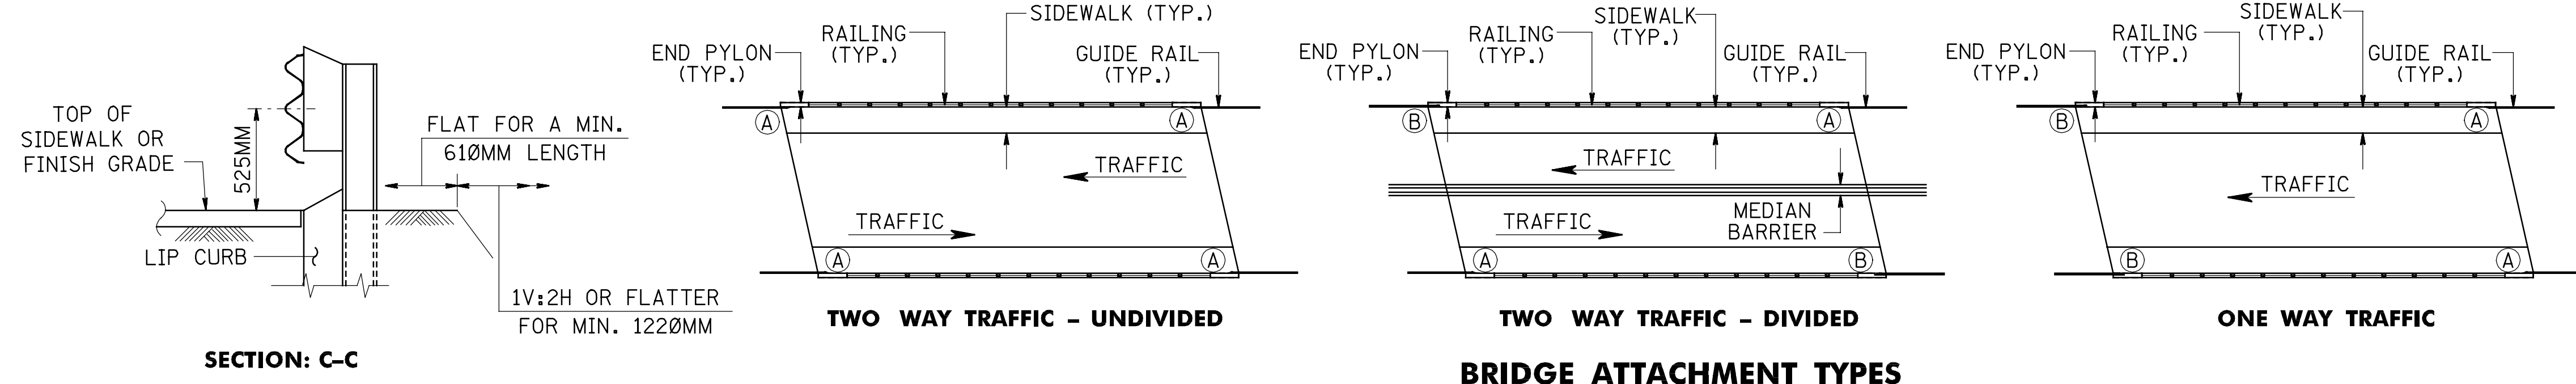 TOP OF
SIDEWALK OR
FINISH GRADE
525MM
FLAT FOR A MIN.
610MM LENGTH
LIP CURB
1V:2H OR FLATTER
FOR MIN. 1220MM
SECTION: C-C
END PYLON
(TYP.)
RAILING
(TYP.)
SIDEWALK (TYP.)
GUIDE RAIL
(TYP.)
A
A
TRAFFIC
TRAFFIC
A
A
TWO WAY TRAFFIC - UNDIVIDED
END PYLON
(TYP.)
RAILING
(TYP.)
SIDEWALK
(TYP.)
GUIDE RAIL
(TYP.)
B
A
TRAFFIC
TRAFFIC
MEDIAN
BARRIER
A
B
TWO WAY TRAFFIC - DIVIDED
END PYLON
(TYP.)
RAILING
(TYP.)
SIDEWALK
(TYP.)
GUIDE RAIL
(TYP.)
B
A
TRAFFIC
B
A
ONE WAY TRAFFIC
BRIDGE ATTACHMENT TYPES